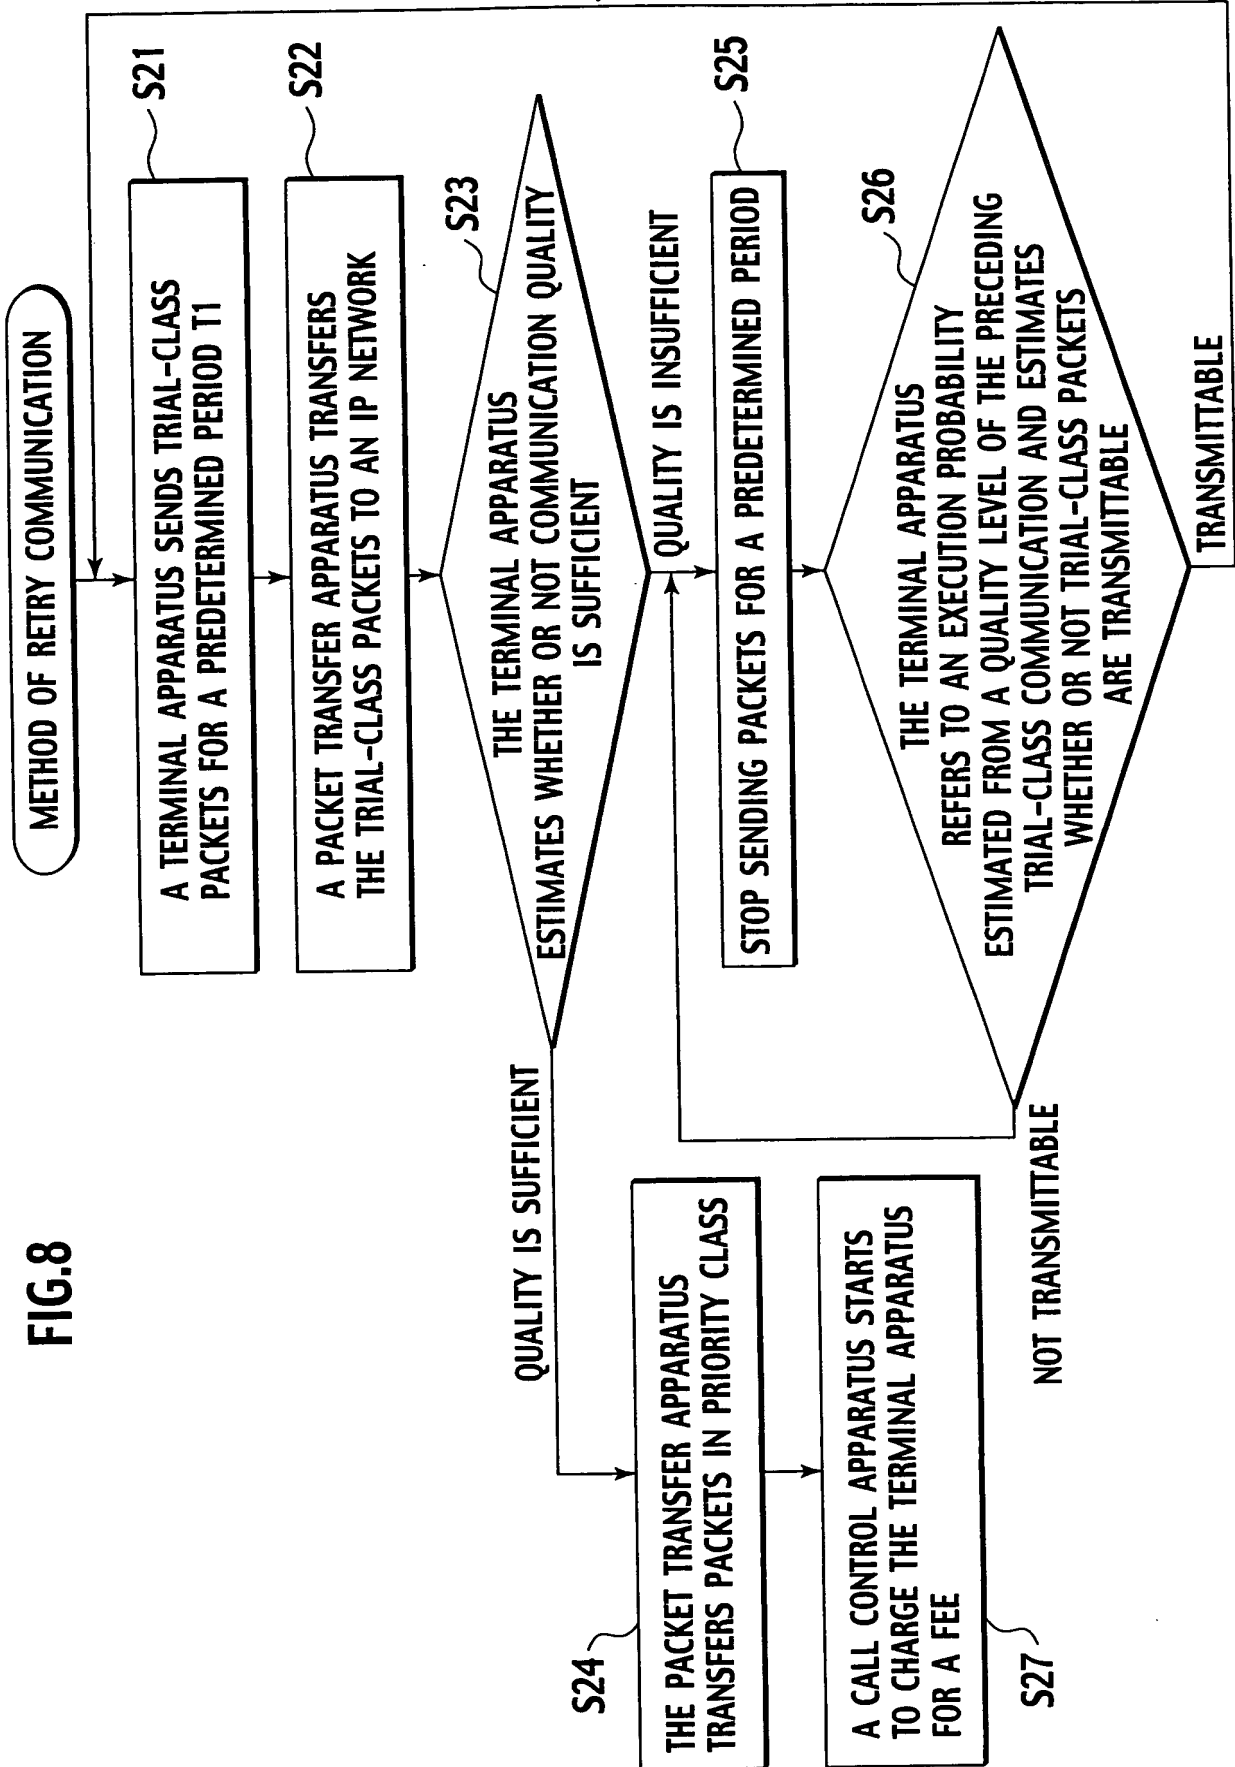 FIG.8
METHOD OF RETRY COMMUNICATION
S21
A TERMINAL APPARATUS SENDS TRIAL-CLASS
PACKETS FOR A PREDETERMINED PERIOD T1
S22
A PACKET TRANSFER APPARATUS TRANSFERS
THE TRIAL-CLASS PACKETS TO AN IP NETWORK
S23
THE TERMINAL APPARATUS
ESTIMATES WHETHER OR NOT COMMUNICATION QUALITY
IS SUFFICIENT
QUALITY IS SUFFICIENT
QUALITY IS INSUFFICIENT
S24
THE PACKET TRANSFER APPARATUS
TRANSFERS PACKETS IN PRIORITY CLASS
S25
STOP SENDING PACKETS FOR A PREDETERMINED PERIOD
S26
THE TERMINAL APPARATUS
REFERS TO AN EXECUTION PROBABILITY
ESTIMATED FROM A QUALITY LEVEL OF THE PRECEDING
TRIAL-CLASS COMMUNICATION AND ESTIMATES
WHETHER OR NOT TRIAL-CLASS PACKETS
ARE TRANSMITTABLE
A CALL CONTROL APPARATUS STARTS
TO CHARGE THE TERMINAL APPARATUS
FOR A FEE
S27
NOT TRANSMITTABLE
TRANSMITTABLE